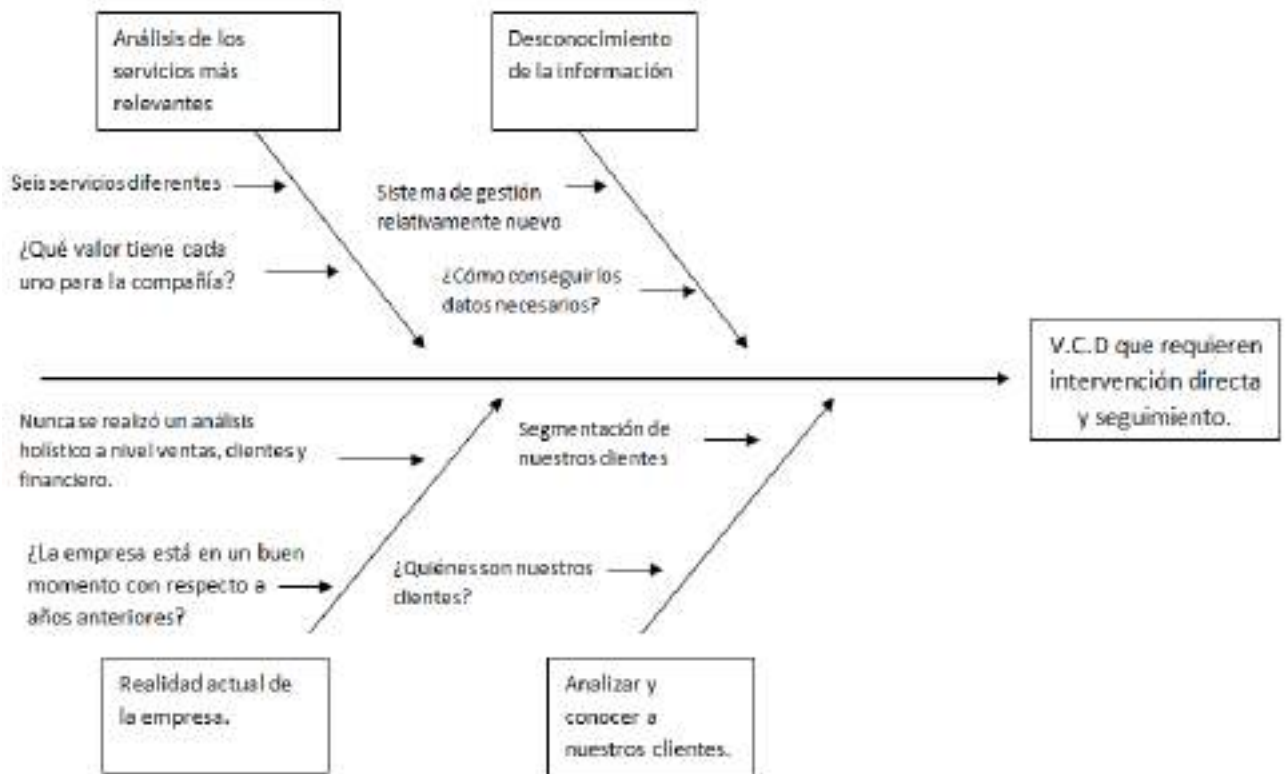 Análisis de los
servicios más
relevantes
Desconocimiento
de la información
Seis servicios diferentes
¿Qué valor tiene cada
uno para la compañía?
Sistema de gestión
relativamente nuevo
¿Cómo conseguir los
datos necesarios?
V.C.D que requieren
intervención directa
y seguimiento.
Nunca se realizó un análisis
holístico a nivel ventas, clientes y
financiero.
¿La empresa está en un buen
momento con respecto a
años anteriores?
Segmentación de
nuestros clientes
¿Quiénes son nuestros
clientes?
Realidad actual de
la empresa.
Analizar y
conocer a
nuestros clientes.